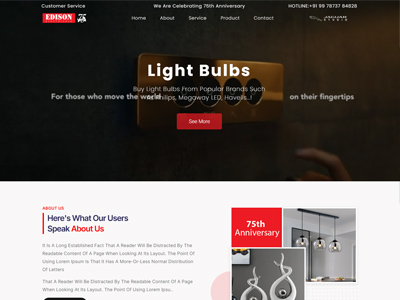 Customer Service
We Are Celebrating 75th Anniversary
HOTLINE:+91 99 78737 84828
EDISON
Home
About
Service
Product
Contact
Light Bulbs
Buy Light Bulbs From Popular Brands Such
As Philips, Megaway LED, Havells..!
For those who move the world
on their fingertips
See More
ABOUT US
Here's What Our Users
Speak About Us
It Is A Long Established Fact That A Reader Will Be Distracted By The
Readable Content Of A Page When Looking At Its Layout. The Point Of
Using Lorem Ipsum Is That It Has A More-Or-Less Normal Distribution
Of Letters
That A Reader Will Be Distracted By The Readable Content Of A Page
When Looking At Its Layout. The Point Of Using Lorem Ipsu..
75th
Anniversary